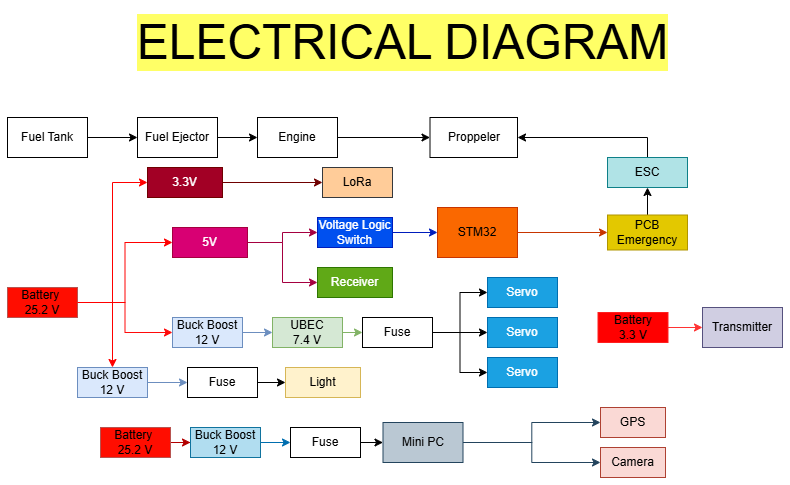 ELECTRICAL DIAGRAM
Fuel Tank
Fuel Ejector
Engine
Proppeler
3.3V
LoRa
ESC
5V
Voltage Logic
Switch
STM32
PCB
Emergency
Receiver
Battery
25.2 V
Servo
Buck Boost
12 V
UBEC
7.4 V
Fuse
Servo
Battery
3.3 V
Transmitter
Servo
Buck Boost
12 V
Fuse
Light
GPS
Battery
25.2 V
Buck Boost
12 V
Fuse
Mini PC
Camera